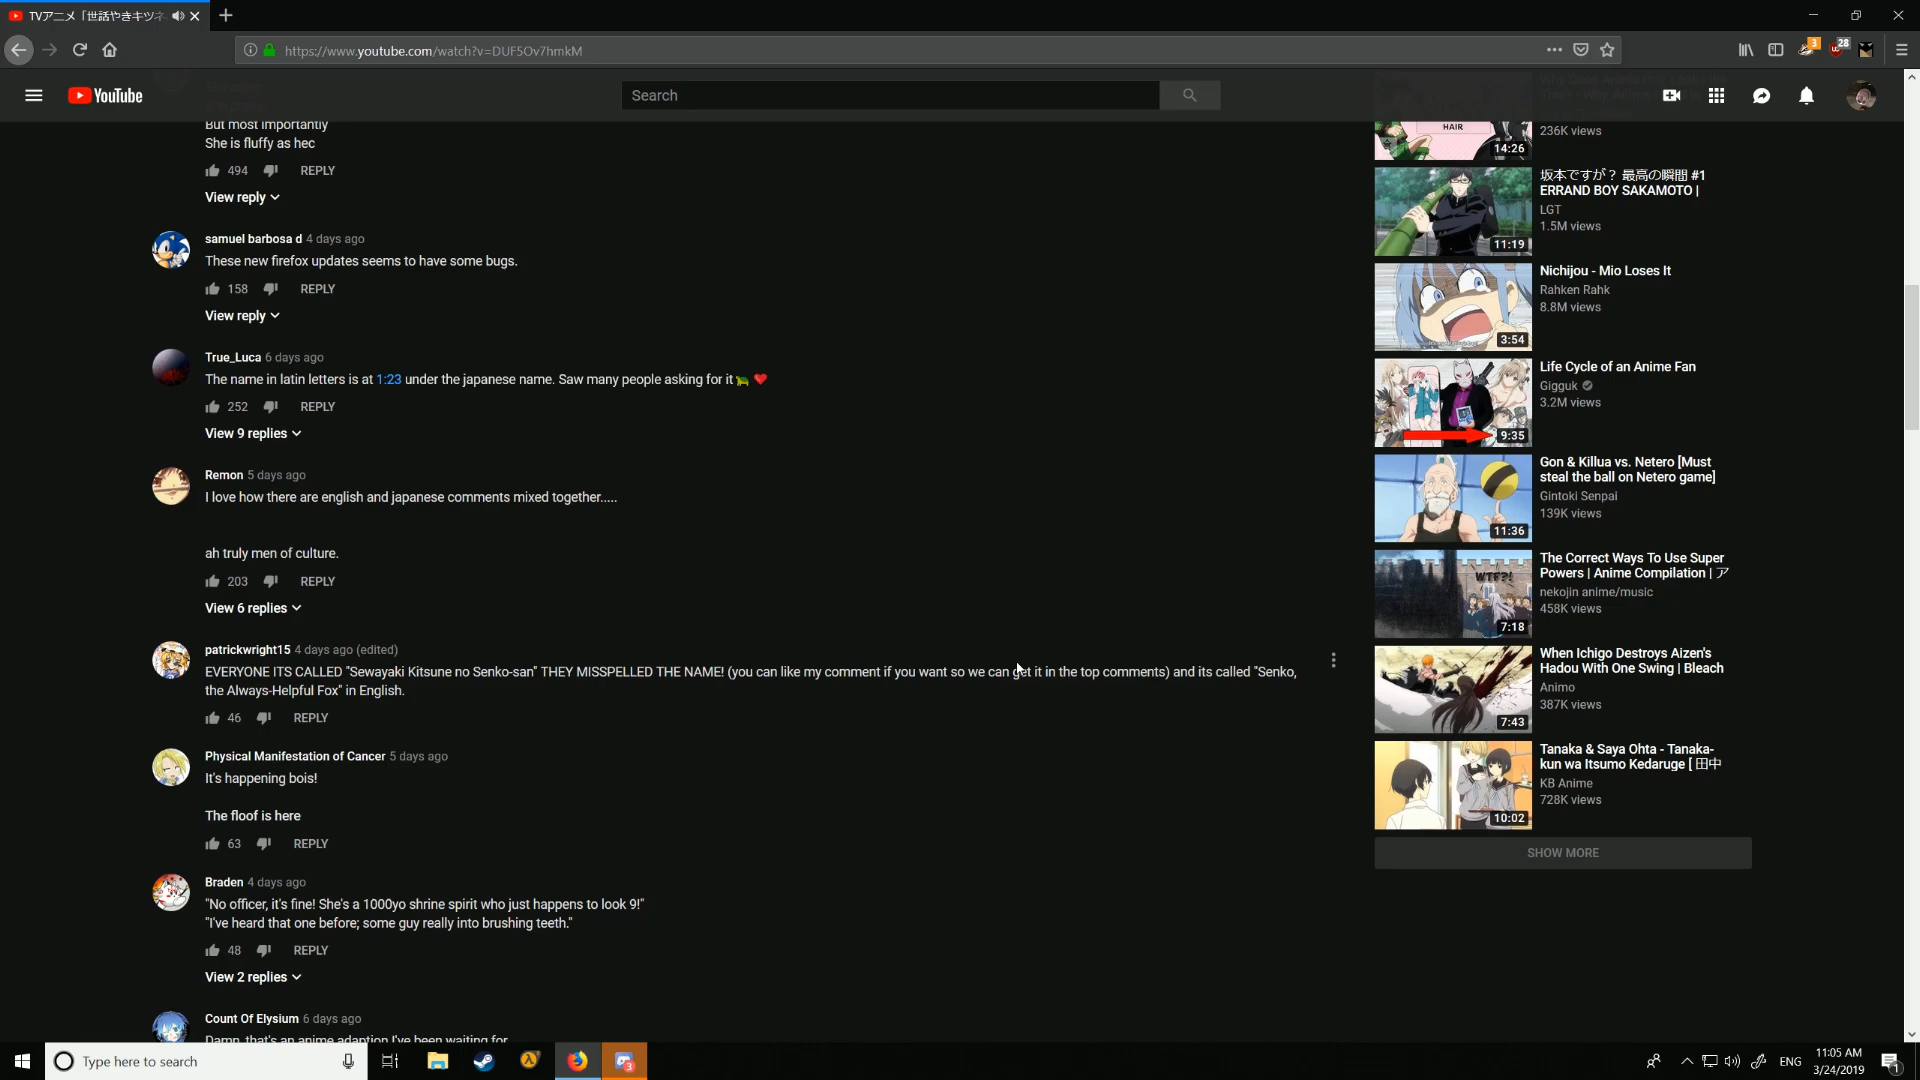 TVアニメ「世話やきキツネ
https://www.youtube.com/watch?v=DUF5Ov7hmkM
3
28
YouTube
Search
But most importantly
She is fluffy as hec
494 REPLY
View reply
samuel barbosa d 4 days ago
These new firefox updates seems to have some bugs.
158 REPLY
View reply
True_Luca 6 days ago
The name in latin letters is at 1:23 under the japanese name. Saw many people asking for it
252 REPLY
View 9 replies
Remon 5 days ago
I love how there are english and japanese comments mixed together.....
ah truly men of culture.
203 REPLY
View 6 replies
patrickwright15 4 days ago (edited)
EVERYONE ITS CALLED "Sewayaki Kitsune no Senko-san" THEY MISSPELLED THE NAME! (you can like my comment if you want so we can get it in the top comments) and its called "Senko,
the Always-Helpful Fox" in English.
46 REPLY
Physical Manifestation of Cancer 5 days ago
It's happening bois!
The floof is here
63 REPLY
Braden 4 days ago
"No officer, it's fine! She's a 1000yo shrine spirit who just happens to look 9!"
"I've heard that one before; some guy really into brushing teeth."
48 REPLY
View 2 replies
Count Of Elysium 6 days ago
Damn, that's an anime adaption I've been waiting for
HAIR
14:26
236K views
坂本ですが？ 最高の瞬間 #1
ERRAND BOY SAKAMOTO |
LGT
1.5M views
11:19
Nichijou - Mio Loses It
Rahken Rahk
8.8M views
3:54
Life Cycle of an Anime Fan
Gigguk
3.2M views
9:35
Gon & Killua vs. Netero [Must
steal the ball on Netero game]
Gintoki Senpai
139K views
11:36
The Correct Ways To Use Super
Powers | Anime Compilation | ア
nekojin anime/music
458K views
WTF?!
7:18
When Ichigo Destroys Aizen's
Hadou With One Swing | Bleach
Animo
387K views
7:43
Tanaka & Saya Ohta - Tanaka-
kun wa Itsumo Kedaruge [ 田中
KB Anime
728K views
10:02
SHOW MORE
Type here to search
3
ENG
11:05 AM
3/24/2019
1